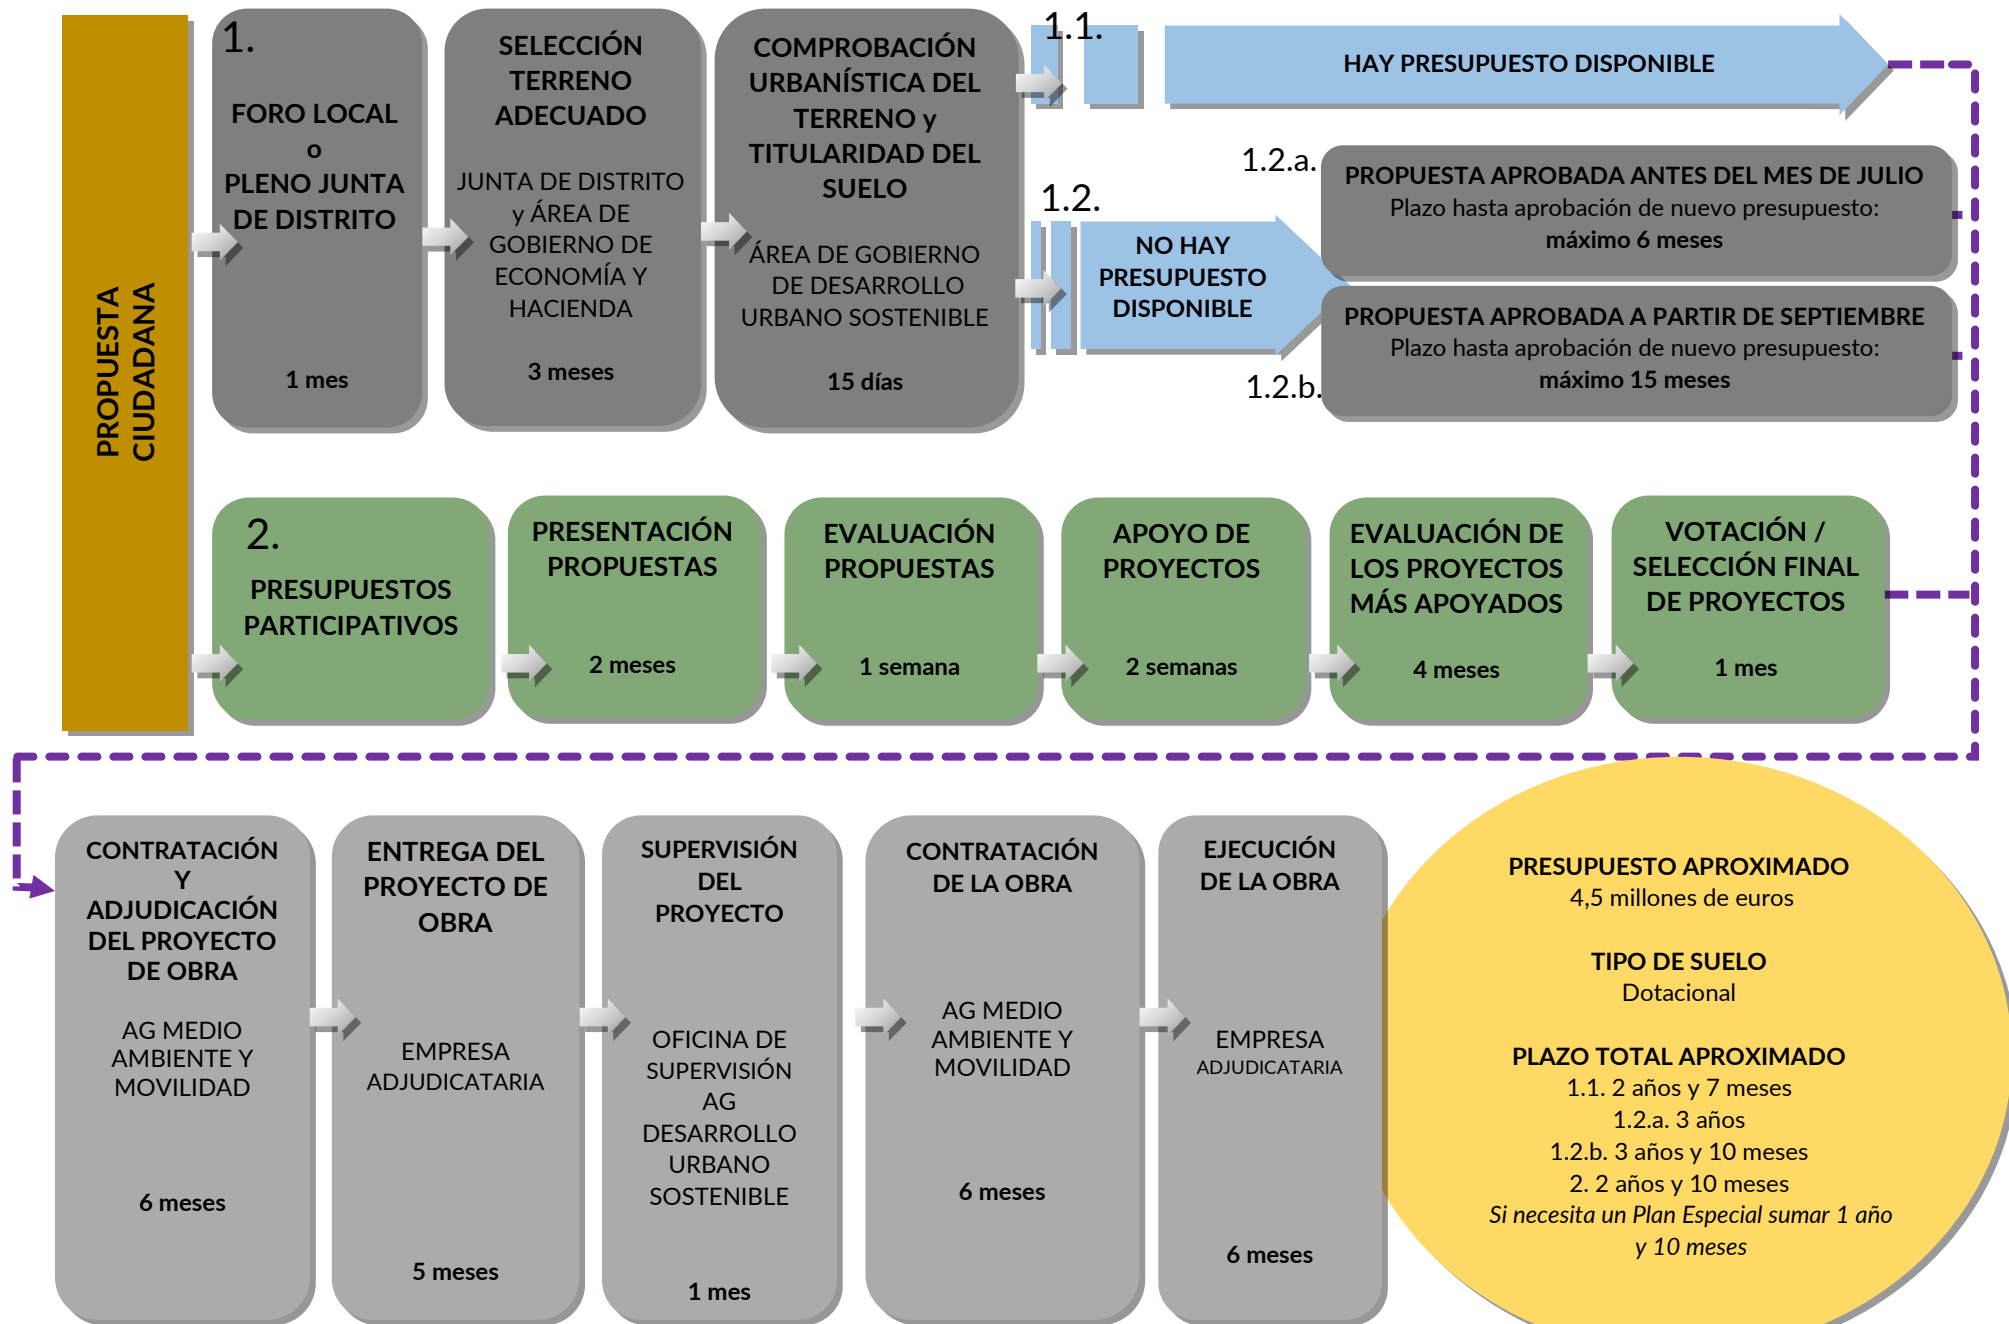 PROPUESTA
CIUDADANA
1.
FORO LOCAL
o
PLENO JUNTA
DE DISTRITO
1 mes
SELECCIÓN
TERRENO
ADECUADO
JUNTA DE DISTRITO
y ÁREA DE
GOBIERNO DE
ECONOMÍA Y
HACIENDA
3 meses
COMPROBACIÓN
URBANÍSTICA DEL
TERRENO y
TITULARIDAD DEL
SUELO
ÁREA DE GOBIERNO
DE DESARROLLO
URBANO SOSTENIBLE
15 días
1.1.
HAY PRESUPUESTO DISPONIBLE
1.2.
NO HAY
PRESUPUESTO
DISPONIBLE
1.2.a.
PROPUESTA APROBADA ANTES DEL MES DE JULIO
Plazo hasta aprobación de nuevo presupuesto:
máximo 6 meses
1.2.b.
PROPUESTA APROBADA A PARTIR DE SEPTIEMBRE
Plazo hasta aprobación de nuevo presupuesto:
máximo 15 meses
2.
PRESUPUESTOS
PARTICIPATIVOS
PRESENTACIÓN
PROPUESTAS
2 meses
EVALUACIÓN
PROPUESTAS
1 semana
APOYO DE
PROYECTOS
2 semanas
EVALUACIÓN DE
LOS PROYECTOS
MÁS APOYADOS
4 meses
VOTACIÓN /
SELECCIÓN FINAL
DE PROYECTOS
1 mes
CONTRATACIÓN
Y
ADJUDICACIÓN
DEL PROYECTO
DE OBRA
AG MEDIO
AMBIENTE Y
MOVILIDAD
6 meses
ENTREGA DEL
PROYECTO DE
OBRA
EMPRESA
ADJUDICATARIA
5 meses
SUPERVISIÓN
DEL
PROYECTO
OFICINA DE
SUPERVISIÓN
AG
DESARROLLO
URBANO
SOSTENIBLE
1 mes
CONTRATACIÓN
DE LA OBRA
AG MEDIO
AMBIENTE Y
MOVILIDAD
6 meses
EJECUCIÓN
DE LA OBRA
EMPRESA
ADJUDICATARIA
6 meses
PRESUPUESTO APROXIMADO
4,5 millones de euros
TIPO DE SUELO
Dotacional
PLAZO TOTAL APROXIMADO
1.1. 2 años y 7 meses
1.2.a. 3 años
1.2.b. 3 años y 10 meses
2. 2 años y 10 meses
Si necesita un Plan Especial sumar 1 año
y 10 meses